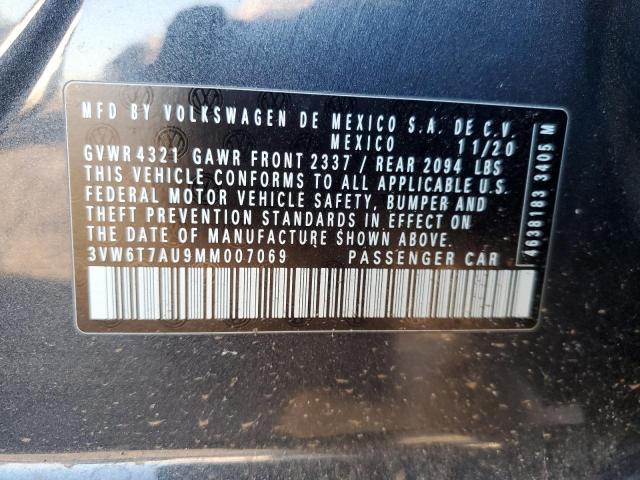 MFD BY VOLKSWAGEN DE MEXICO S.A. DE C.V.
MEXICO 11/20
GVWR 4321 GAWR FRONT 2337 / REAR 2094 LBS
THIS VEHICLE CONFORMS TO ALL APPLICABLE U.S.
FEDERAL MOTOR VEHICLE SAFETY, BUMPER AND
THEFT PREVENTION STANDARDS IN EFFECT ON
THE DATE OF MANUFACTURE SHOWN ABOVE.
3VW6T7AU9MM007069 PASSENGER CAR
4638183 3405 M